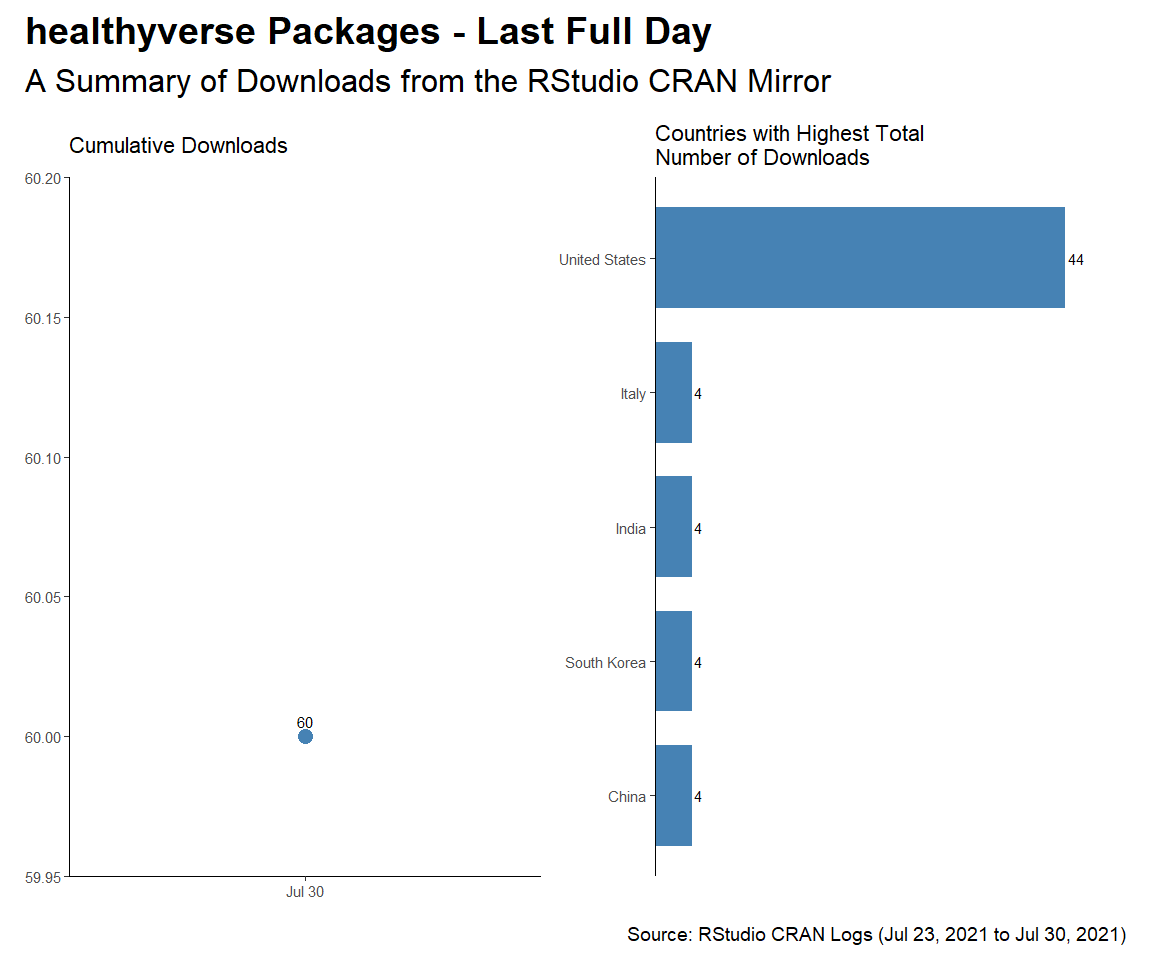 healthyverse Packages - Last Full Day
A Summary of Downloads from the RStudio CRAN Mirror
Cumulative Downloads
60.20
60.15
60.10
60.05
60.00
59.95
60
Jul 30
Countries with Highest Total
Number of Downloads
United States 44
Italy 4
India 4
South Korea 4
China 4
Source: RStudio CRAN Logs (Jul 23, 2021 to Jul 30, 2021)